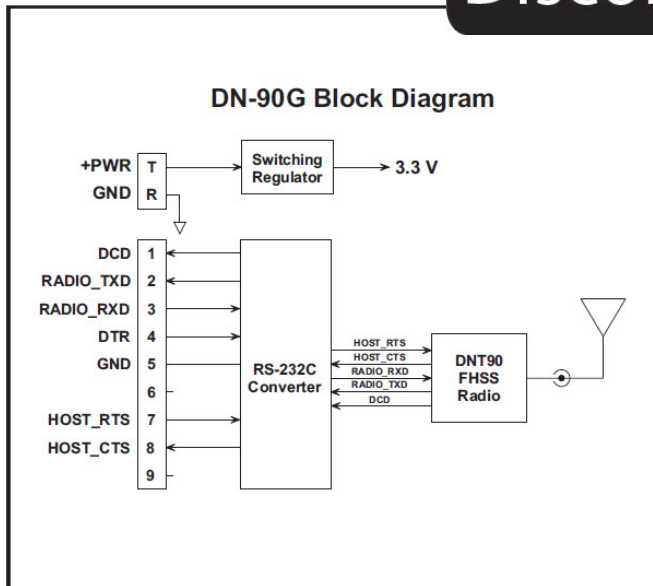 DN-90G Block Diagram
+PWR T
GND R
Switching
Regulator
3.3 V
DCD 1
RADIO_TXD 2
RADIO_RXD 3
DTR 4
GND 5
6
HOST_RTS 7
HOST_CTS 8
9
RS-232C
Converter
HOST_RTS
HOST_CTS
RADIO_RXD
RADIO_TXD
DCD
DNT90
FHSS
Radio